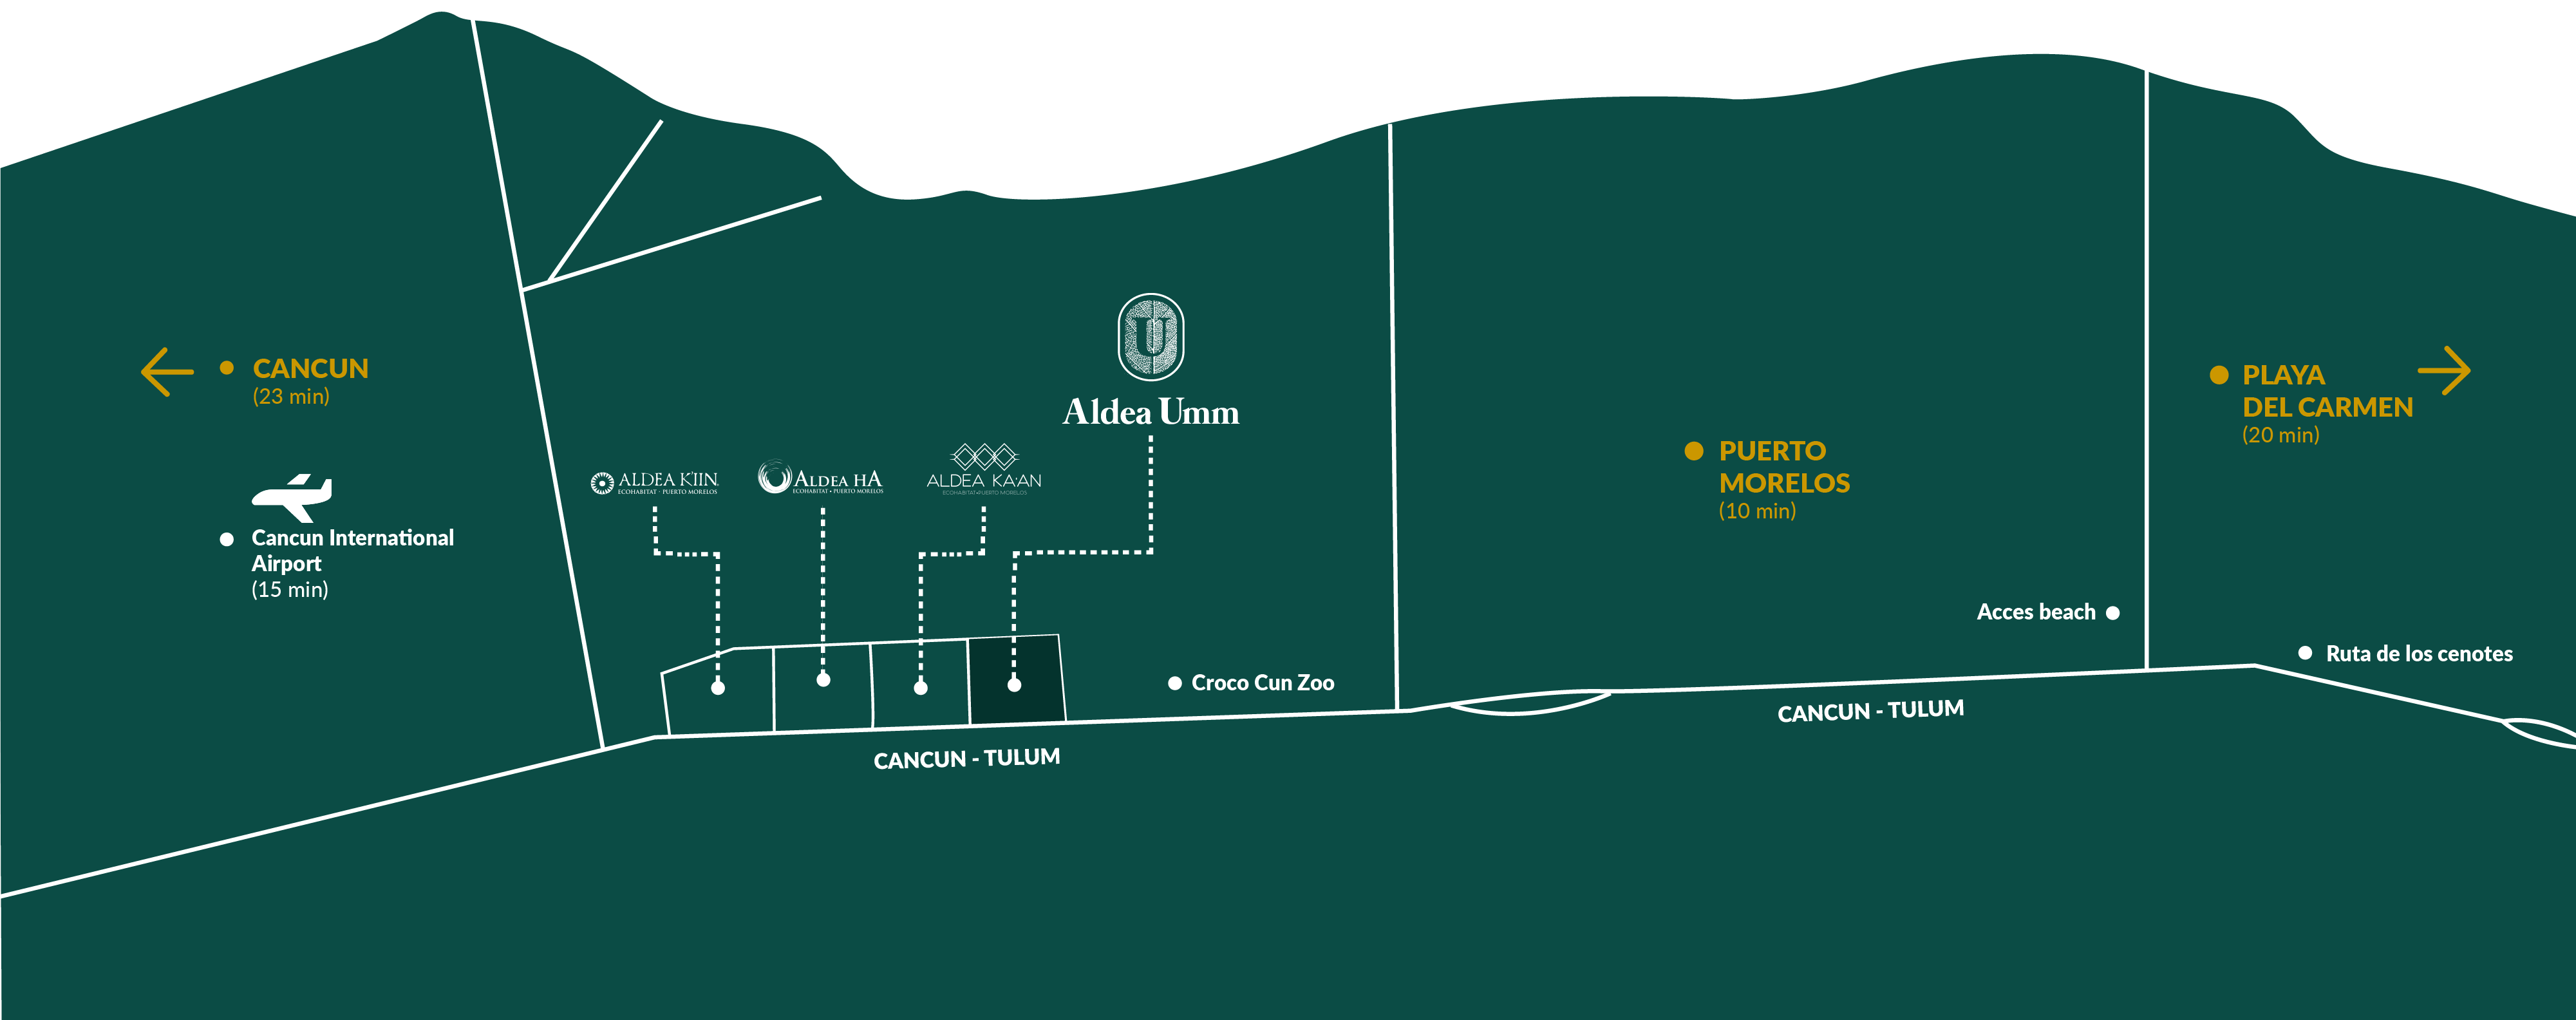 CANCUN
(23 min)
Cancun International
Airport
(15 min)
ALDEA K'IIN
ECOHABITAT · PUERTO MORELOS
ALDEA HA
ECOHABITAT • PUERTO MORELOS
ALDEA KA'AN
ECOHABITAT•PUERTO MORELOS
U
Aldea Umm
Croco Cun Zoo
CANCUN - TULUM
PUERTO
MORELOS
(10 min)
Acces beach
CANCUN - TULUM
PLAYA
DEL CARMEN
(20 min)
Ruta de los cenotes